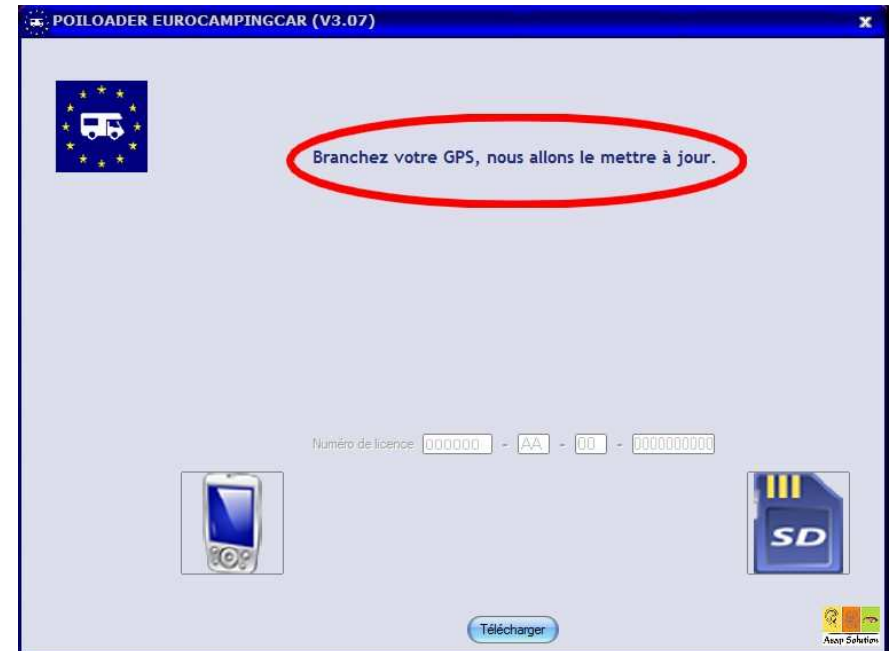 POILOADER EUROCAMPINGCAR (V3.07) x
Branchez votre GPS, nous allons le mettre à jour.
Numéro de licence 000000 - AA - 00 - 0000000000
SD
Télécharger
Asap Solution